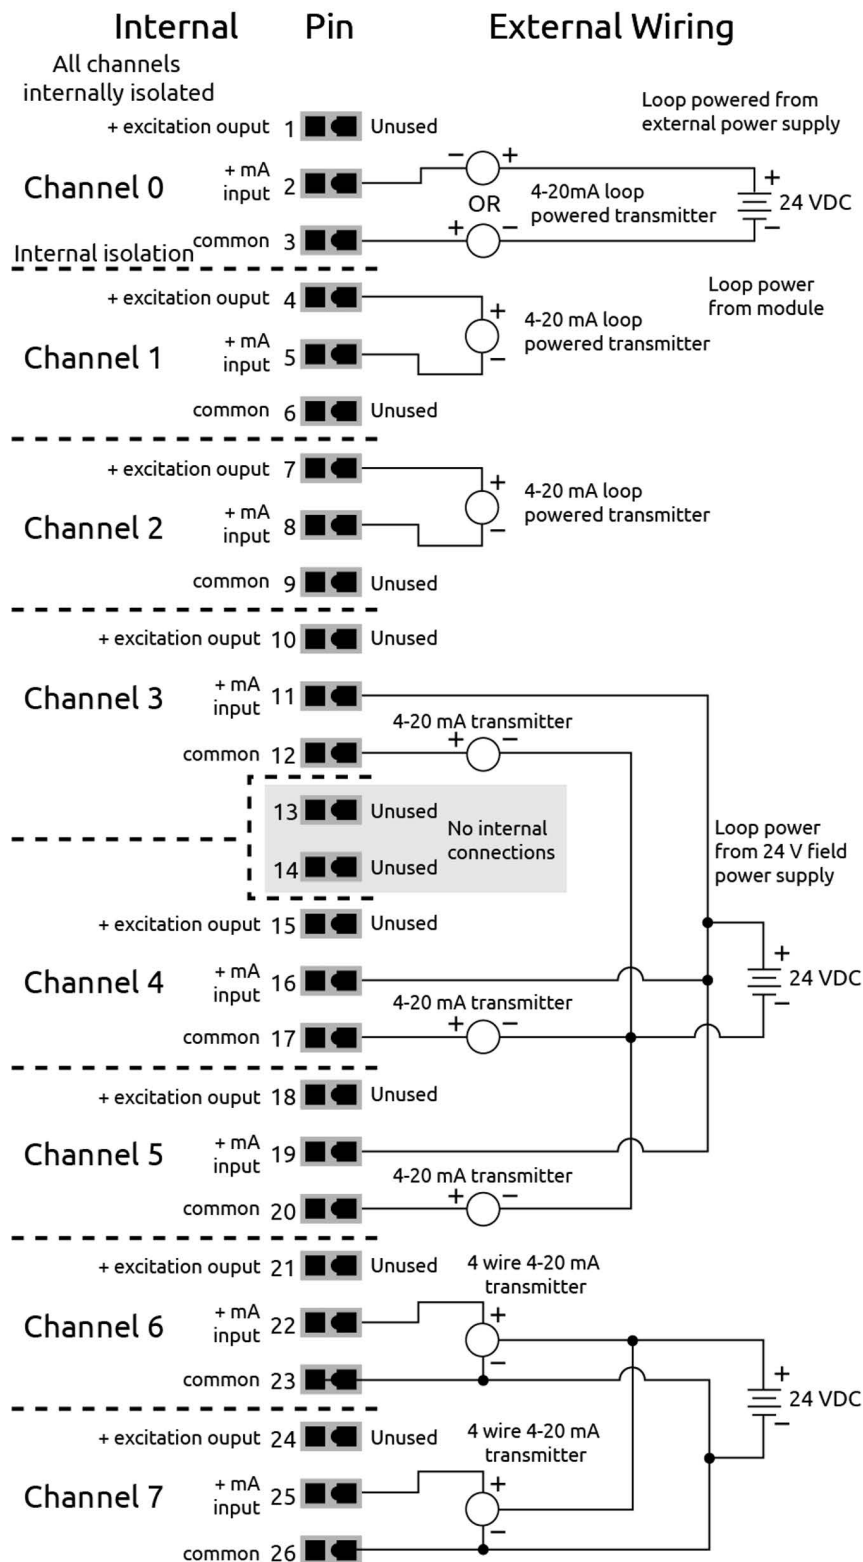 Internal Pin External Wiring
All channels
internally isolated
Loop powered from
external power supply
+ excitation ouput 1 Unused
Channel 0
+ mA
input 2
− +
OR
4-20mA loop
powered transmitter
+
24 VDC
−
common 3
+ −
Internal isolation
+ excitation ouput 4
Loop power
from module
Channel 1
+ mA
input 5
+
−
4-20 mA loop
powered transmitter
common 6 Unused
+ excitation ouput 7
Channel 2
+ mA
input 8
+
−
4-20 mA loop
powered transmitter
common 9 Unused
+ excitation ouput 10 Unused
Channel 3
+ mA
input 11
4-20 mA transmitter
common 12
+ −
13 Unused
No internal
connections
14 Unused
Loop power
from 24 V field
power supply
+ excitation ouput 15 Unused
Channel 4
+ mA
input 16
+
24 VDC
−
4-20 mA transmitter
common 17
+ −
+ excitation ouput 18 Unused
Channel 5
+ mA
input 19
4-20 mA transmitter
common 20
+ −
+ excitation ouput 21 Unused
4 wire 4-20 mA
transmitter
Channel 6
+ mA
input 22
+
−
common 23
+
24 VDC
−
+ excitation ouput 24 Unused
4 wire 4-20 mA
transmitter
Channel 7
+ mA
input 25
+
−
common 26